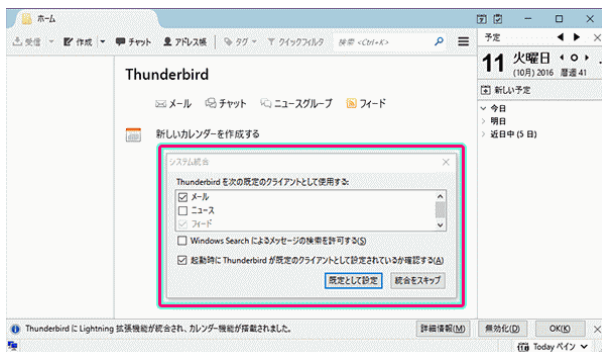 ホーム
受信 作成 チャット アドレス帳 タグ クイックフィルタ 検索 <Ctrl+K>
予定
Thunderbird
11 火曜日
(10月) 2016 暦週 41
新しい予定
メール チャット ニュースグループ フィード
今日
明日
近日中 (5 日)
新しいカレンダーを作成する
システム統合
Thunderbird を次の既定のクライアントとして使用する:
メール
ニュース
フィード
Windows Search によるメッセージの検索を許可する(S)
起動時に Thunderbird が既定のクライアントとして設定されているか確認する(A)
既定として設定 統合をスキップ
Thunderbird に Lightning 拡張機能が統合され、カレンダー機能が搭載されました。 詳細情報(M) 無効化(D) OK(K)
Today ペイン